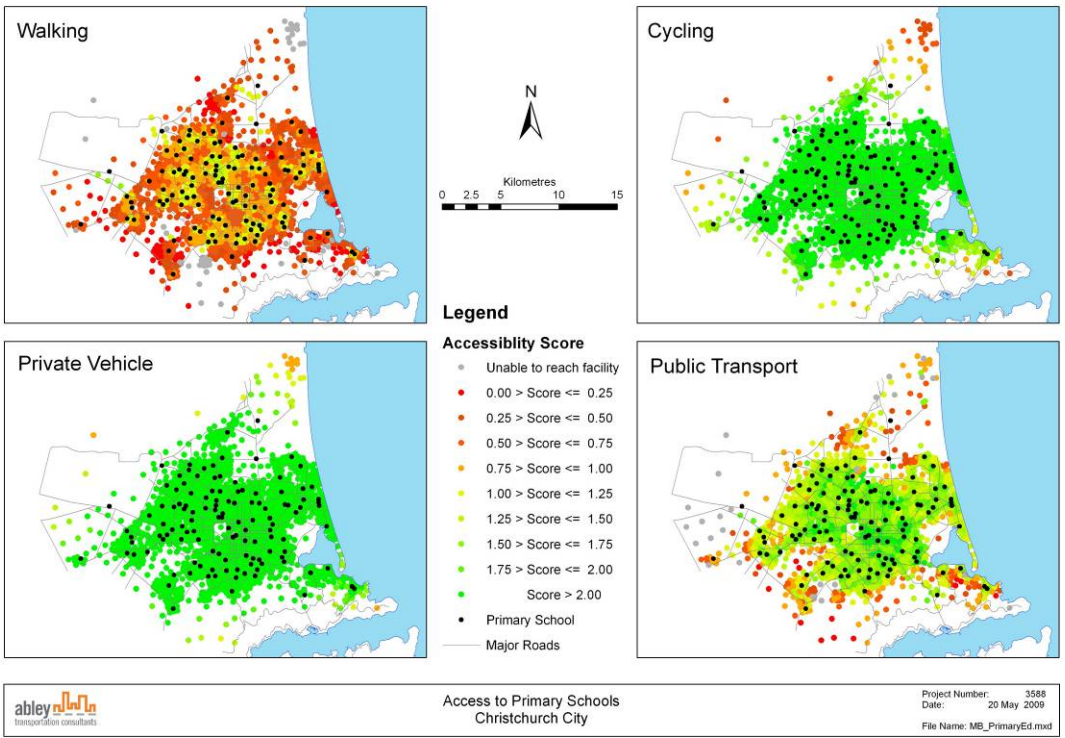 Walking
Cycling
N
Kilometres
0 2.5 5 10 15
Legend
Accessiblity Score
Unable to reach facility
0.00 > Score <= 0.25
0.25 > Score <= 0.50
0.50 > Score <= 0.75
0.75 > Score <= 1.00
1.00 > Score <= 1.25
1.25 > Score <= 1.50
1.50 > Score <= 1.75
1.75 > Score <= 2.00
Score > 2.00
Primary School
Major Roads
Private Vehicle
Public Transport
abley
transportation consultants
Access to Primary Schools
Christchurch City
Project Number: 3588
Date: 20 May 2009
File Name: MB_PrimaryEd.mxd